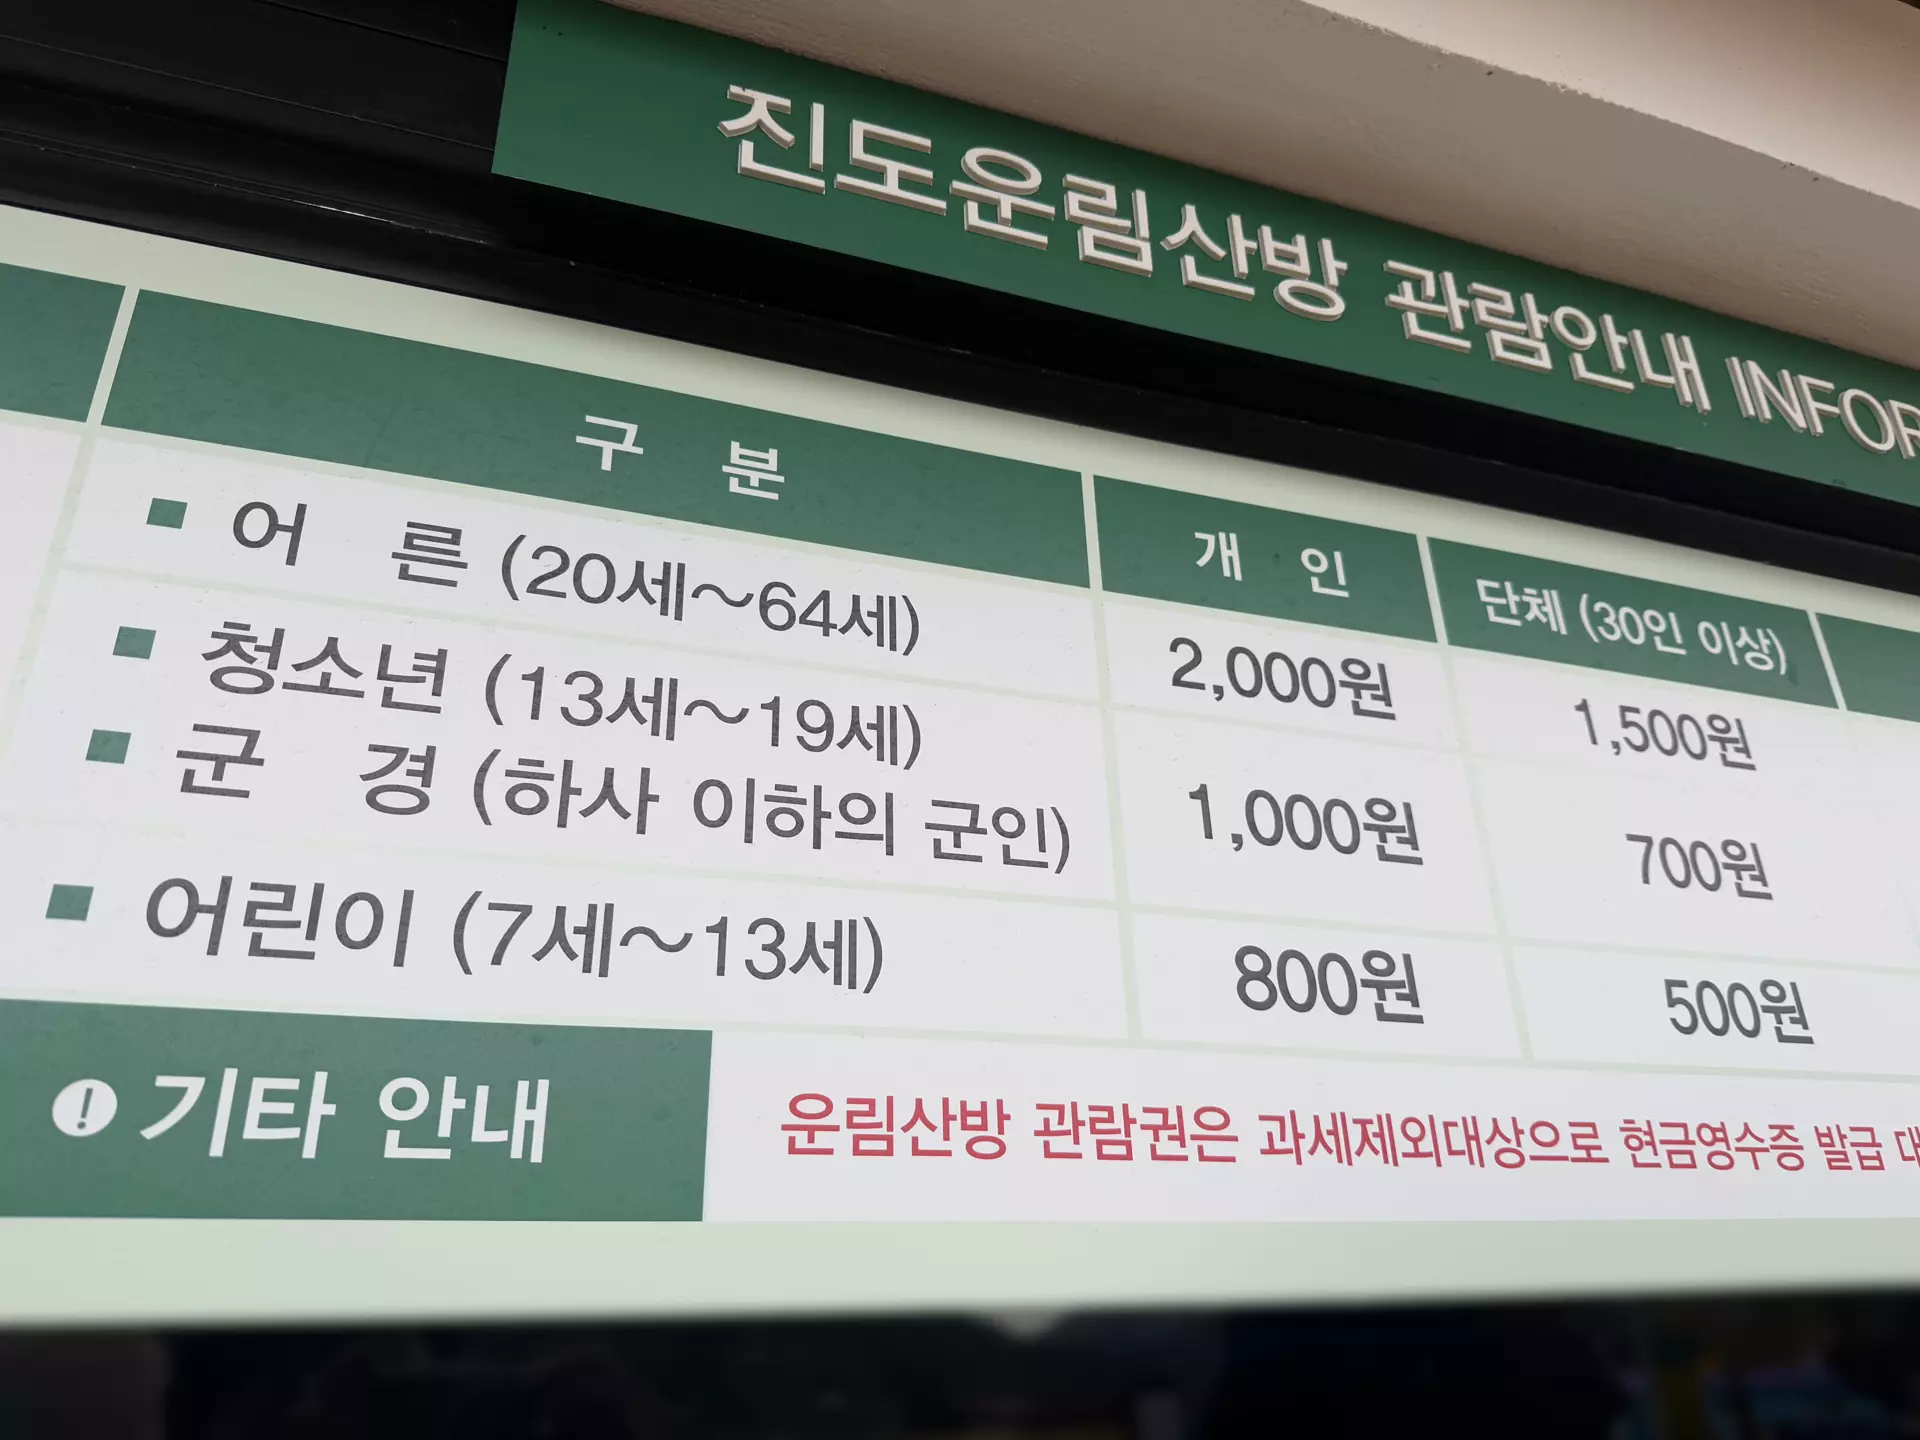 진도운림산방 관람안내 INFOR
구 분 개 인 단체 (30인 이상)
어 른 (20세~64세) 2,000원 1,500원
청소년 (13세~19세)
군 경 (하사 이하의 군인) 1,000원 700원
어린이 (7세~13세) 800원 500원
기타 안내 운림산방 관람권은 과세제외대상으로 현금영수증 발급 대